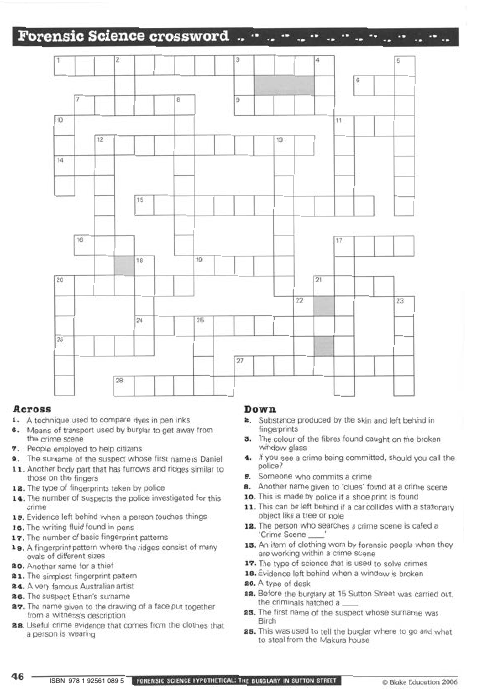 Forensic Science crossword
1 2 3 4 5
6
7 8 9
10 11
12 13
14
15
16 17
18 19
20 21
22 23
24 25
26
27
28
Across
1. A technique used to compare dyes in pen inks
6. Means of transport used by burglar to get away from
the crime scene
7. People employed to help citizens
9. The surname of the suspect whose first name is Daniel
11. Another body part that has furrows and ridges similar to
those on the fingers
12. The type of fingerprints taken by police
14. The number of suspects the police investigated for this
crime
15. Evidence left behind when a person touches things
16. The writing fluid found in pens
17. The number of basic fingerprint patterns
19. A fingerprint pattern where the ridges consist of many
ovals of different sizes
20. Another name for a thief
21. The simplest fingerprint pattern
24. A very famous Australian artist
26. The suspect Ethan's surname
27. The name given to the drawing of a face put together
from a witness's description
28. Useful crime evidence that comes from the clothes that
a person is wearing
Down
2. Substance produced by the skin and left behind in
fingerprints
3. The colour of the fibres found caught on the broken
window glass
4. If you see a crime being committed, should you call the
police?
5. Someone who commits a crime
8. Another name given to 'clues' found at a crime scene
10. This is made by police if a shoeprint is found
11. This can be left behind if a car collides with a stationary
object like a tree or pole
12. The person who searches a crime scene is called a
'Crime Scene ____'
13. An item of clothing worn by forensic people when they
are working within a crime scene
17. The type of science that is used to solve crimes
18. Evidence left behind when a window is broken
20. A type of desk
22. Before the burglary at 15 Sutton Street was carried out,
the criminals hatched a ____
23. The first name of the suspect whose surname was
Birch
25. This was used to tell the burglar where to go and what
to steal from the Makura house
46 ISBN 978 1 92561 089 5 FORENSIC SCIENCE HYPOTHETICAL: THE BURGLARY IN SUTTON STREET © Blake Education 2006